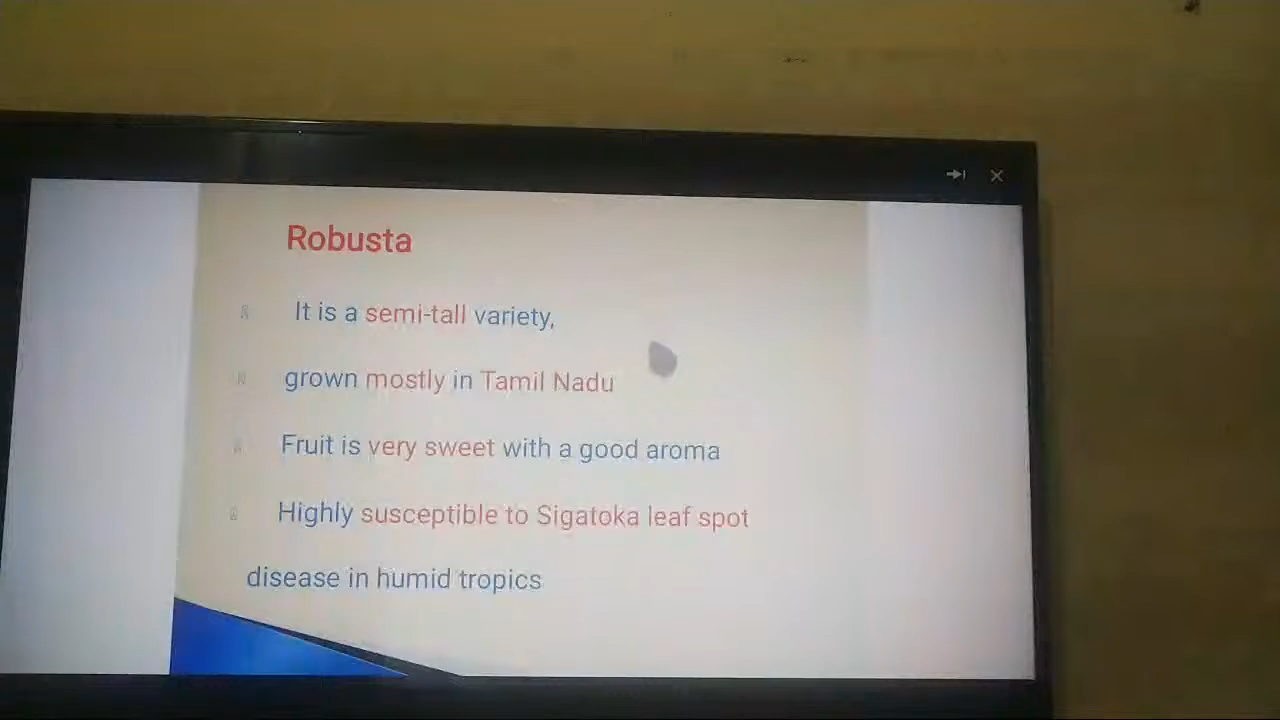 Robusta
It is a semi-tall variety,
grown mostly in Tamil Nadu
Fruit is very sweet with a good aroma
Highly susceptible to Sigatoka leaf spot
disease in humid tropics